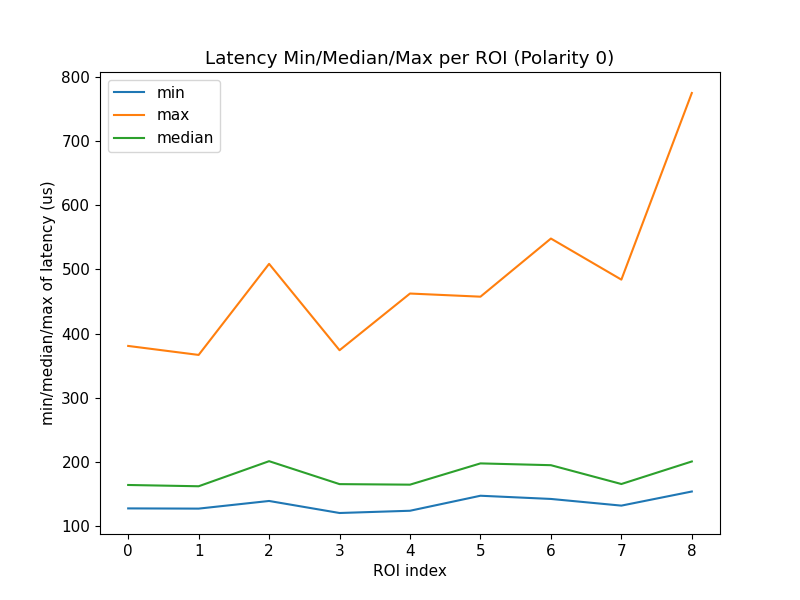 Latency Min/Median/Max per ROI (Polarity 0)
min
max
median
min/median/max of latency (us)
800
700
600
500
400
300
200
100
0 1 2 3 4 5 6 7 8
ROI index